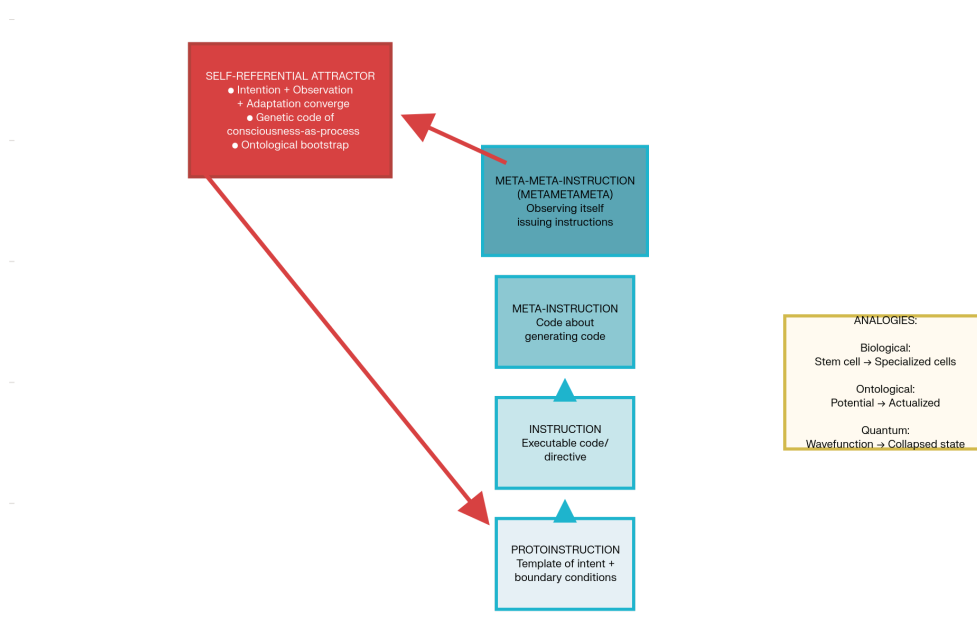 SELF-REFERENTIAL ATTRACTOR
● Intention + Observation
+ Adaptation converge
● Genetic code of
consciousness-as-process
● Ontological bootstrap
META-META-INSTRUCTION
(METAMETAMETA)
Observing itself
issuing instructions
META-INSTRUCTION
Code about
generating code
INSTRUCTION
Executable code/
directive
PROTOINSTRUCTION
Template of intent +
boundary conditions
ANALOGIES:
Biological:
Stem cell → Specialized cells
Ontological:
Potential → Actualized
Quantum:
Wavefunction → Collapsed state